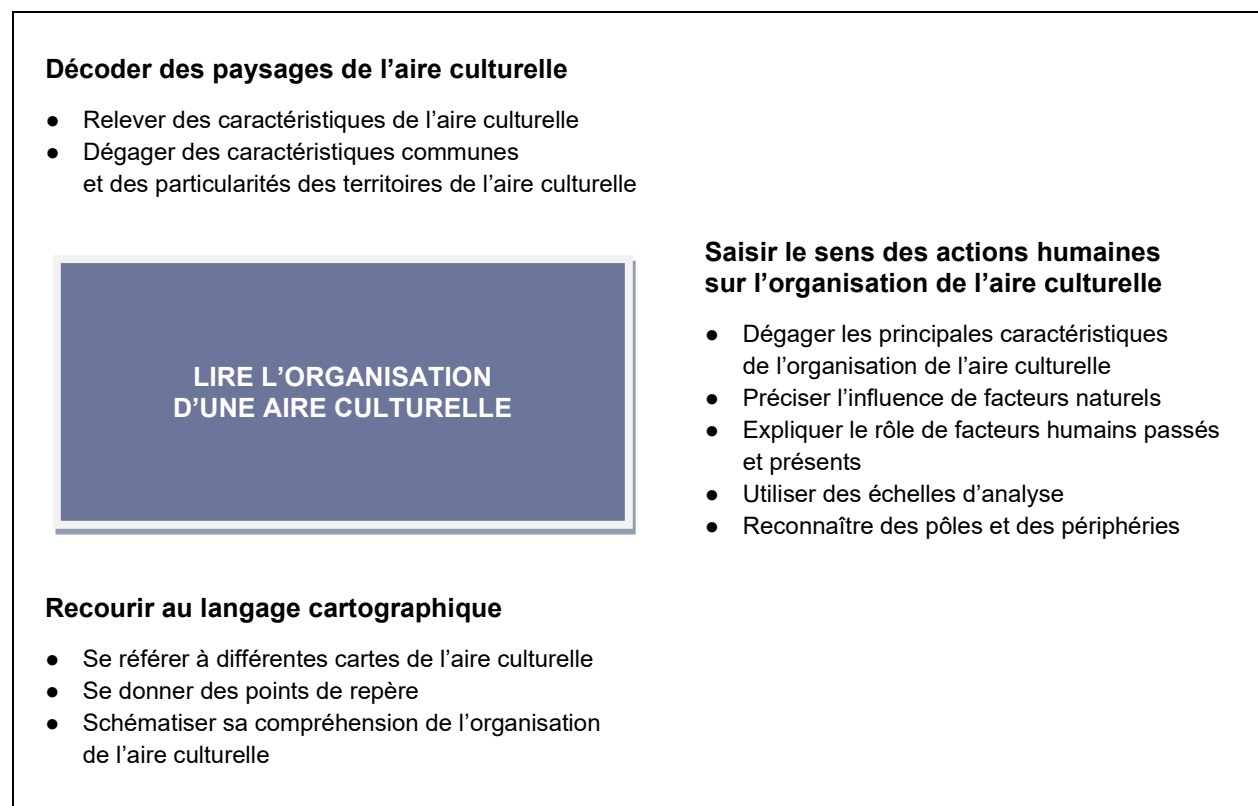 Décoder des paysages de l’aire culturelle
● Relever des caractéristiques de l’aire culturelle
● Dégager des caractéristiques communes
et des particularités des territoires de l’aire culturelle
LIRE L’ORGANISATION
D’UNE AIRE CULTURELLE
Saisir le sens des actions humaines
sur l’organisation de l’aire culturelle
● Dégager les principales caractéristiques
de l’organisation de l’aire culturelle
● Préciser l’influence de facteurs naturels
● Expliquer le rôle de facteurs humains passés
et présents
● Utiliser des échelles d’analyse
● Reconnaître des pôles et des périphéries
Recourir au langage cartographique
● Se référer à différentes cartes de l’aire culturelle
● Se donner des points de repère
● Schématiser sa compréhension de l’organisation
de l’aire culturelle